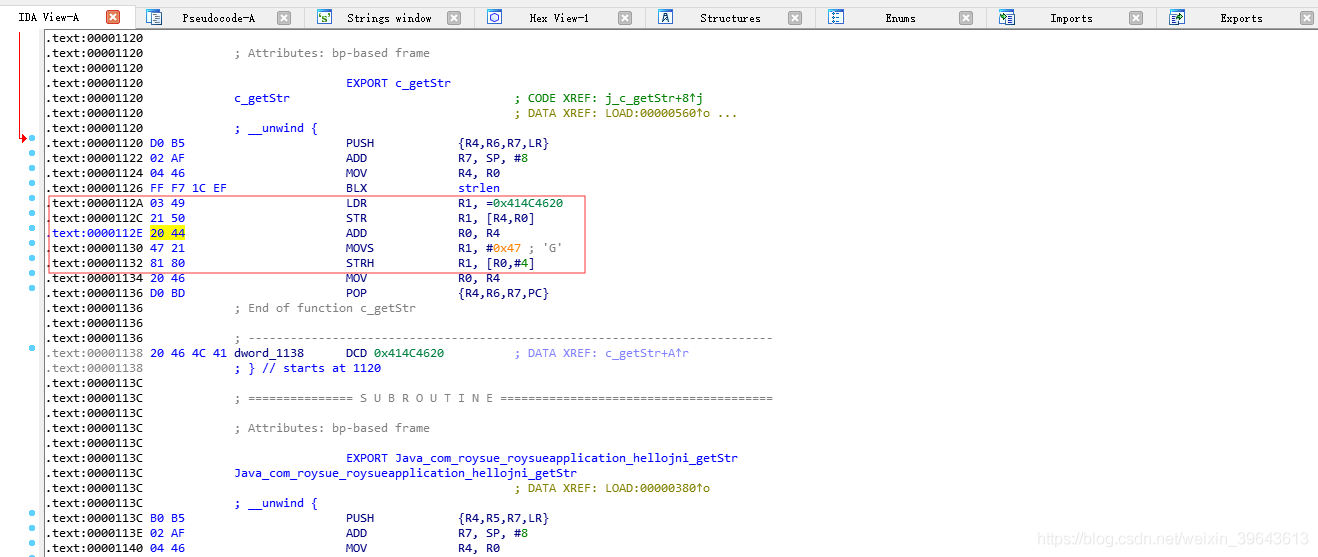 IDA View-A Pseudocode-A Strings window Hex View-1 Structures Enums Imports Exports
.text:00001120
.text:00001120 ; Attributes: bp-based frame
.text:00001120
.text:00001120 EXPORT c_getStr
.text:00001120 c_getStr ; CODE XREF: j_c_getStr+8↑j
.text:00001120 ; DATA XREF: LOAD:00000560↑o ...
.text:00001120 ; __unwind {
.text:00001120 D0 B5 PUSH {R4,R6,R7,LR}
.text:00001122 02 AF ADD R7, SP, #8
.text:00001124 04 46 MOV R4, R0
.text:00001126 FF F7 1C EF BLX strlen
.text:0000112A 03 49 LDR R1, =0x414C4620
.text:0000112C 21 50 STR R1, [R4,R0]
.text:0000112E 20 44 ADD R0, R4
.text:00001130 47 21 MOVS R1, #0x47 ; 'G'
.text:00001132 81 80 STRH R1, [R0,#4]
.text:00001134 20 46 MOV R0, R4
.text:00001136 D0 BD POP {R4,R6,R7,PC}
.text:00001136 ; End of function c_getStr
.text:00001136
.text:00001136 ; ---------------------------------------------------------------------------
.text:00001138 20 46 4C 41 dword_1138 DCD 0x414C4620 ; DATA XREF: c_getStr+A↑r
.text:00001138 ; } // starts at 1120
.text:0000113C
.text:0000113C ; =============== S U B R O U T I N E =======================================
.text:0000113C
.text:0000113C ; Attributes: bp-based frame
.text:0000113C
.text:0000113C EXPORT Java_com_roysue_roysueapplication_hellojni_getStr
.text:0000113C Java_com_roysue_roysueapplication_hellojni_getStr
.text:0000113C ; DATA XREF: LOAD:00000380↑o
.text:0000113C ; __unwind {
.text:0000113C B0 B5 PUSH {R4,R5,R7,LR}
.text:0000113E 02 AF ADD R7, SP, #8
.text:00001140 04 46 MOV R4, R0
https://blog.csdn.net/weixin_39643613